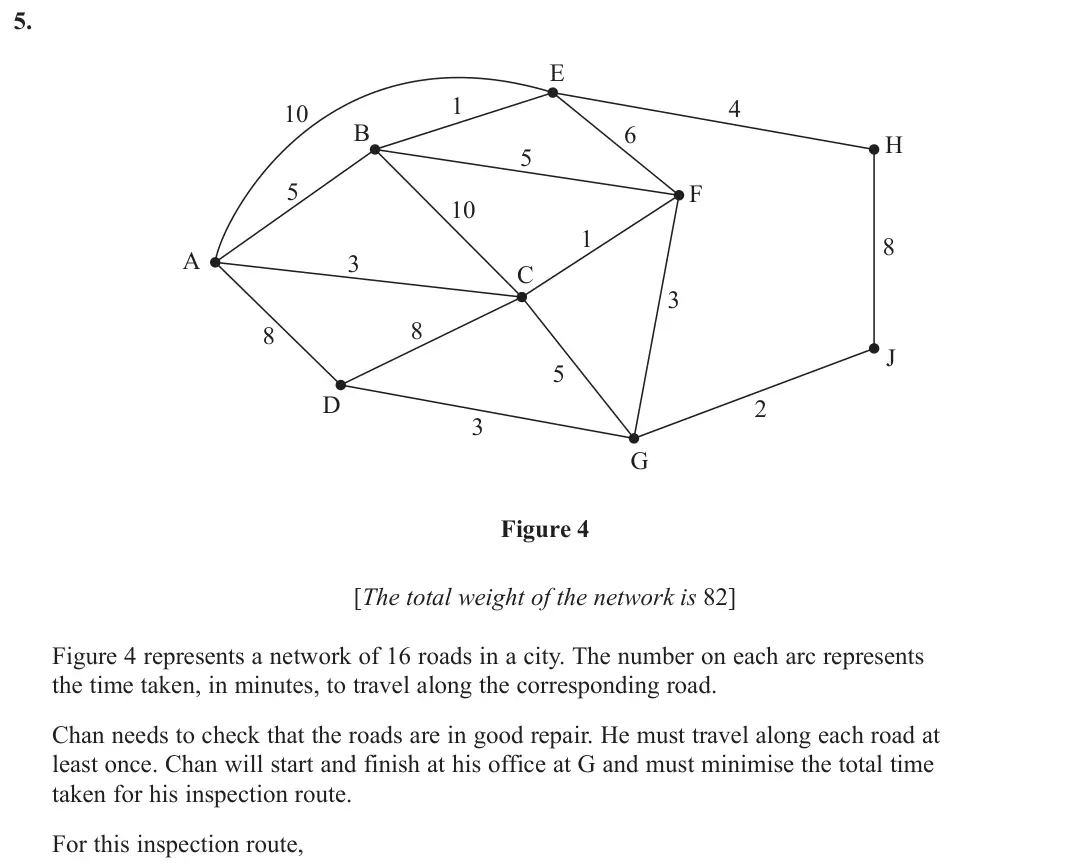 5.
E
10
1
4
B
6
H
5
F
5
10
1
8
A
3
C
3
8
8
5
J
D
2
3
G
Figure 4
[The total weight of the network is 82]
Figure 4 represents a network of 16 roads in a city. The number on each arc represents
the time taken, in minutes, to travel along the corresponding road.
Chan needs to check that the roads are in good repair. He must travel along each road at
least once. Chan will start and finish at his office at G and must minimise the total time
taken for his inspection route.
For this inspection route,